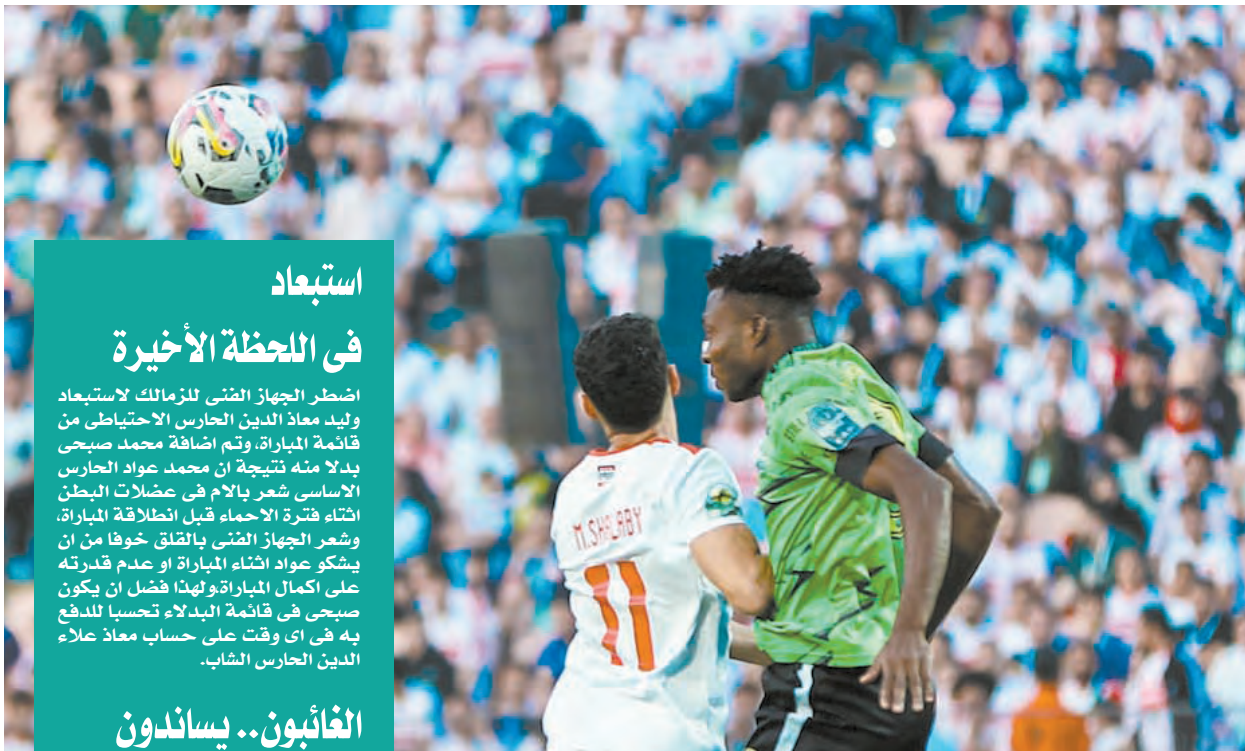 استبعاد
فى اللحظة الأخيرة
اضطر الجهاز الفنى للزمالك لاستبعاد
وليد معاذ الدين الحارس الاحتياطى من
قائمة المباراة، وتم اضافة محمد صبحى
بدلا منه نتيجة ان محمد عواد الحارس
الاساسى شعر بالام فى عضلات البطن
اثناء فترة الاحماء قبل انطلاقة المباراة،
وشعر الجهاز الفنى بالقلق خوفا من ان
يشكو عواد اثناء المباراة او عدم قدرته
على اكمال المباراة،ولهذا فضل ان يكون
صبحى فى قائمة البدلاء تحسبا للدفع
به فى اى وقت على حساب معاذ علاء
الدين الحارس الشاب.
الغائبون.. يساندون
M.SHALABY
11